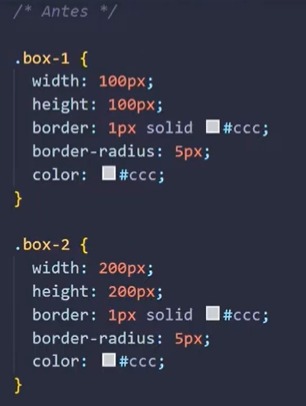 /* Antes */
.box-1 {
width: 100px;
height: 100px;
border: 1px solid #ccc;
border-radius: 5px;
color: #ccc;
}
.box-2 {
width: 200px;
height: 200px;
border: 1px solid #ccc;
border-radius: 5px;
color: #ccc;
}